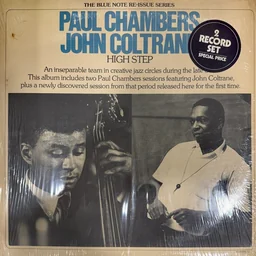 THE BLUE NOTE RE-ISSUE SERIES
PAUL CHAMBERS
JOHN COLTRAN
HIGH STEP
2
RECORD
SET
SPECIAL PRICE
An inseparable team in creative jazz circles during the late
This album includes two Paul Chambers sessions featuring John Coltrane,
plus a newly discovered session from that period released here for the first time.